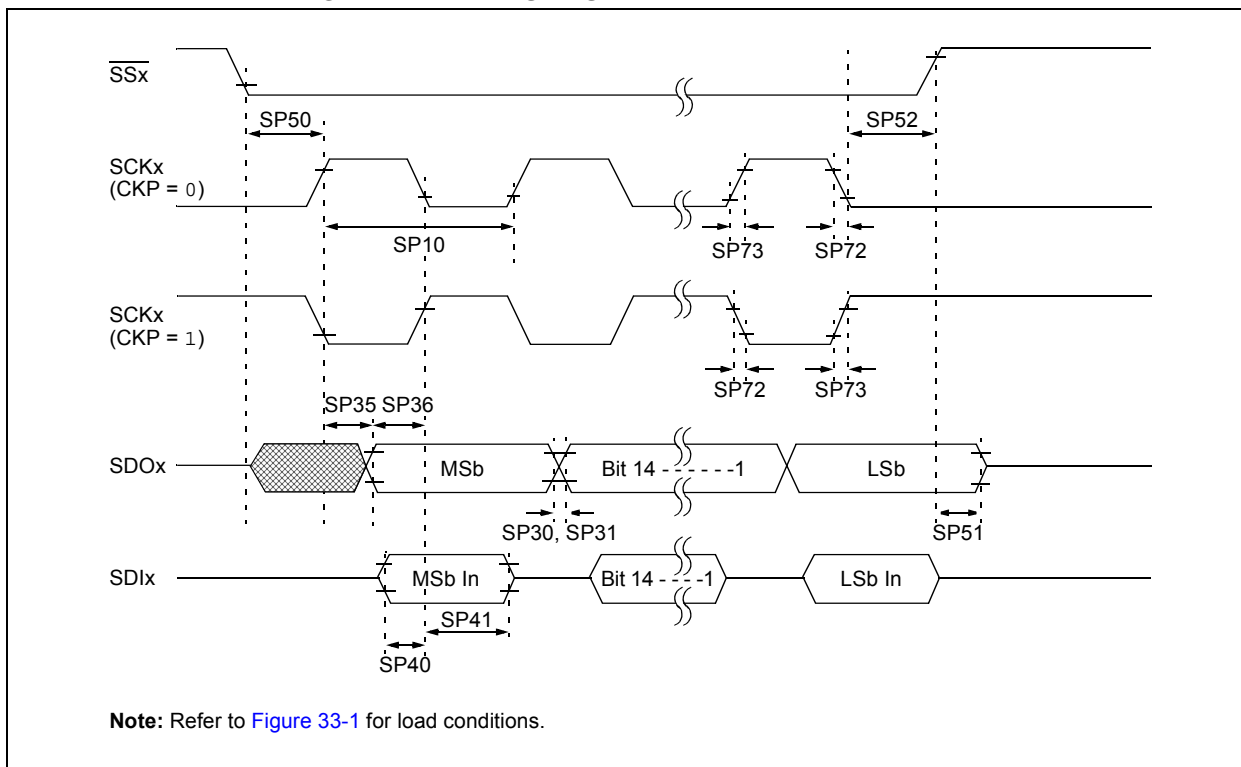 SSx
SP50
SP52
SCKx
(CKP = 0)
SP10
SP73
SP72
SCKx
(CKP = 1)
SP72
SP73
SP35
SP36
SDOx
MSb
Bit 14 - - - - - - -1
LSb
SP30, SP31
SP51
SDIx
MSb In
Bit 14 - - - - -1
LSb In
SP41
SP40
Note: Refer to Figure 33-1 for load conditions.